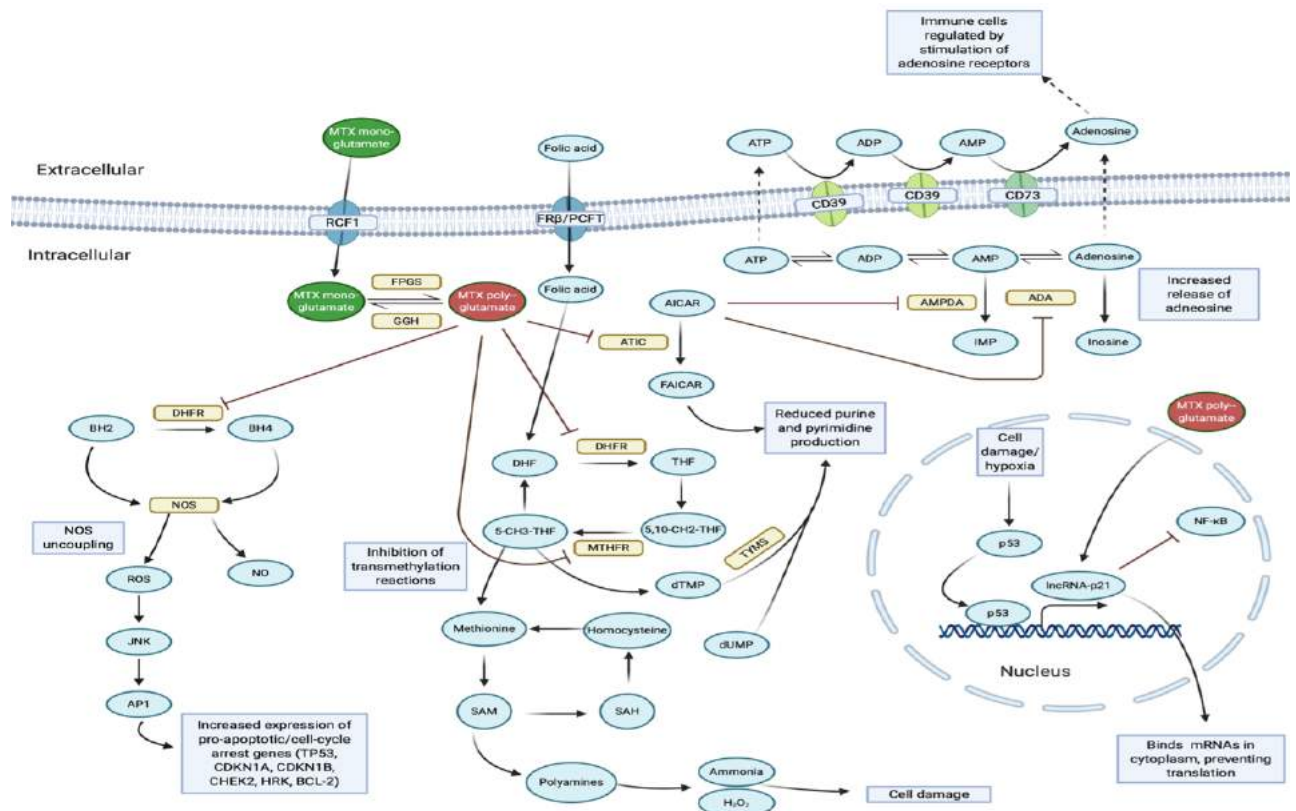 Immune cells
regulated by
stimulation of
adenosine receptors
MTX mono-
glutamate
Folic acid
ATP
ADP
AMP
Adenosine
Extracellular
RCF1
FRβ/PCFT
CD39
CD39
CD73
Intracellular
ATP
ADP
AMP
Adenosine
MTX mono-
glutamate
FPGS
GGH
MTX poly-
glutamate
Folic acid
AICAR
AMPDA
ADA
Increased
release of
adneosine
ATIC
IMP
Inosine
FAICAR
DHFR
BH2
BH4
Reduced purine
and pyrimidine
production
MTX poly-
glutamate
DHF
DHFR
THF
Cell
damage/
hypoxia
NOS
NOS
uncoupling
5-CH3-THF
5,10-CH2-THF
MTHFR
NF-κB
Inhibition of
transmethylation
reactions
TYMS
p53
ROS
NO
dTMP
lncRNA-p21
p53
JNK
Methionine
Homocysteine
dUMP
Nucleus
AP1
SAM
SAH
Increased expression of
pro-apoptotic/cell-cycle
arrest genes (TP53,
CDKN1A, CDKN1B,
CHEK2, HRK, BCL-2)
Binds mRNAs in
cytoplasm, preventing
translation
Polyamines
Ammonia
H₂O₂
Cell damage